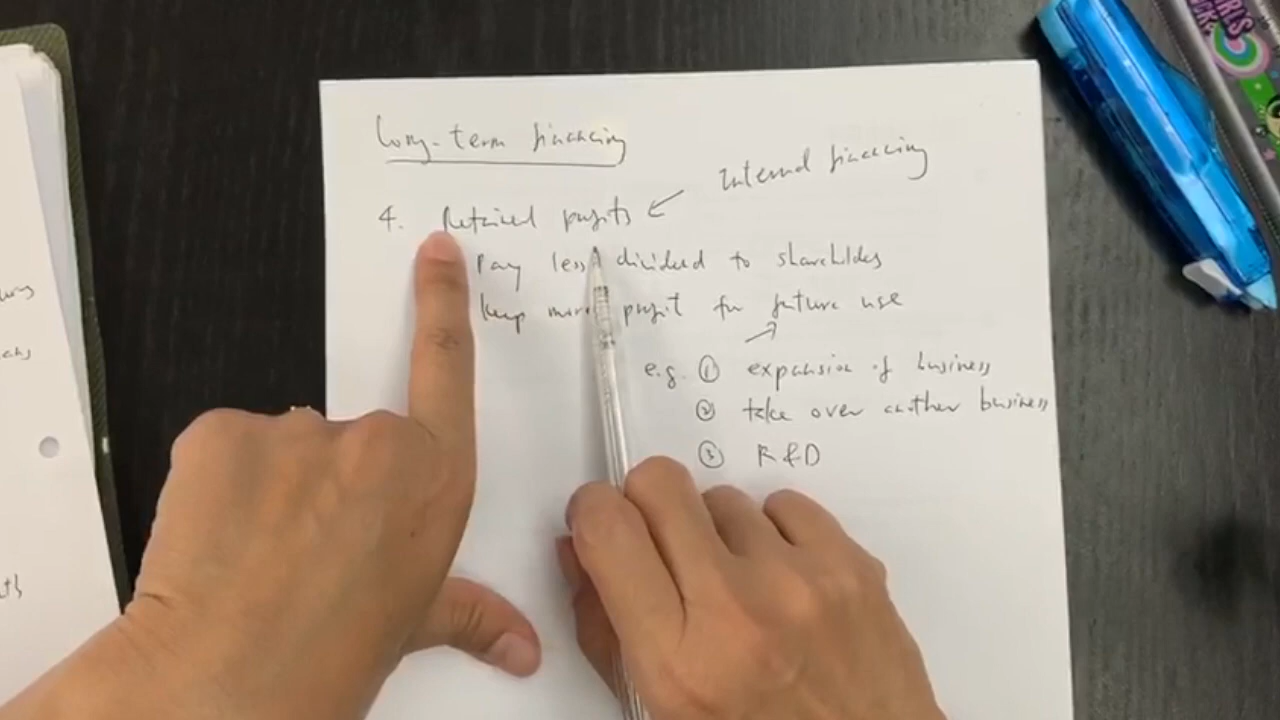 Long-term financing
Internal financing
4. Retained profits
Pay less dividend to shareholders
keep more profit for future use
e.g. ① expansion of business
② take over another business
③ R&D
GIRLS